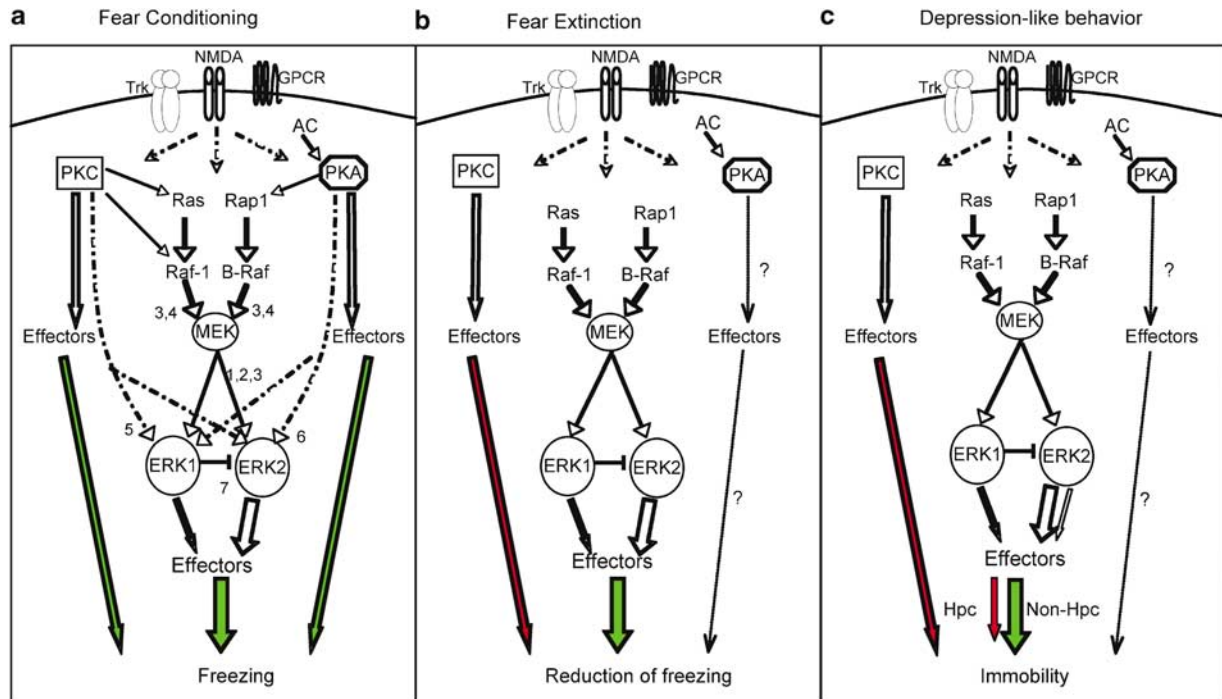 a Fear Conditioning
NMDA
Trk
GPCR
AC
PKC
PKA
Ras
Rap1
Raf-1
B-Raf
3,4
3,4
MEK
Effectors
Effectors
1,2,3
5
6
ERK1
ERK2
7
Effectors
Freezing
b Fear Extinction
NMDA
Trk
GPCR
AC
PKC
PKA
Ras
Rap1
Raf-1
B-Raf
?
MEK
Effectors
Effectors
ERK1
ERK2
?
Effectors
Reduction of freezing
c Depression-like behavior
NMDA
Trk
GPCR
AC
PKC
PKA
Ras
Rap1
Raf-1
B-Raf
?
MEK
Effectors
Effectors
ERK1
ERK2
?
Effectors
Hpc
Non-Hpc
Immobility